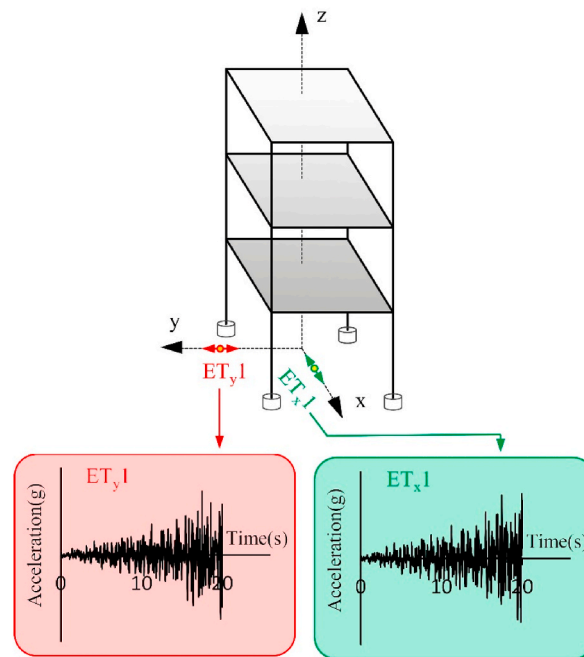 z
y
ETy1
ETx1
x
ETy1
Acceleration(g)
Time(s)
0
10
20
ETx1
Acceleration(g)
Time(s)
0
10
20